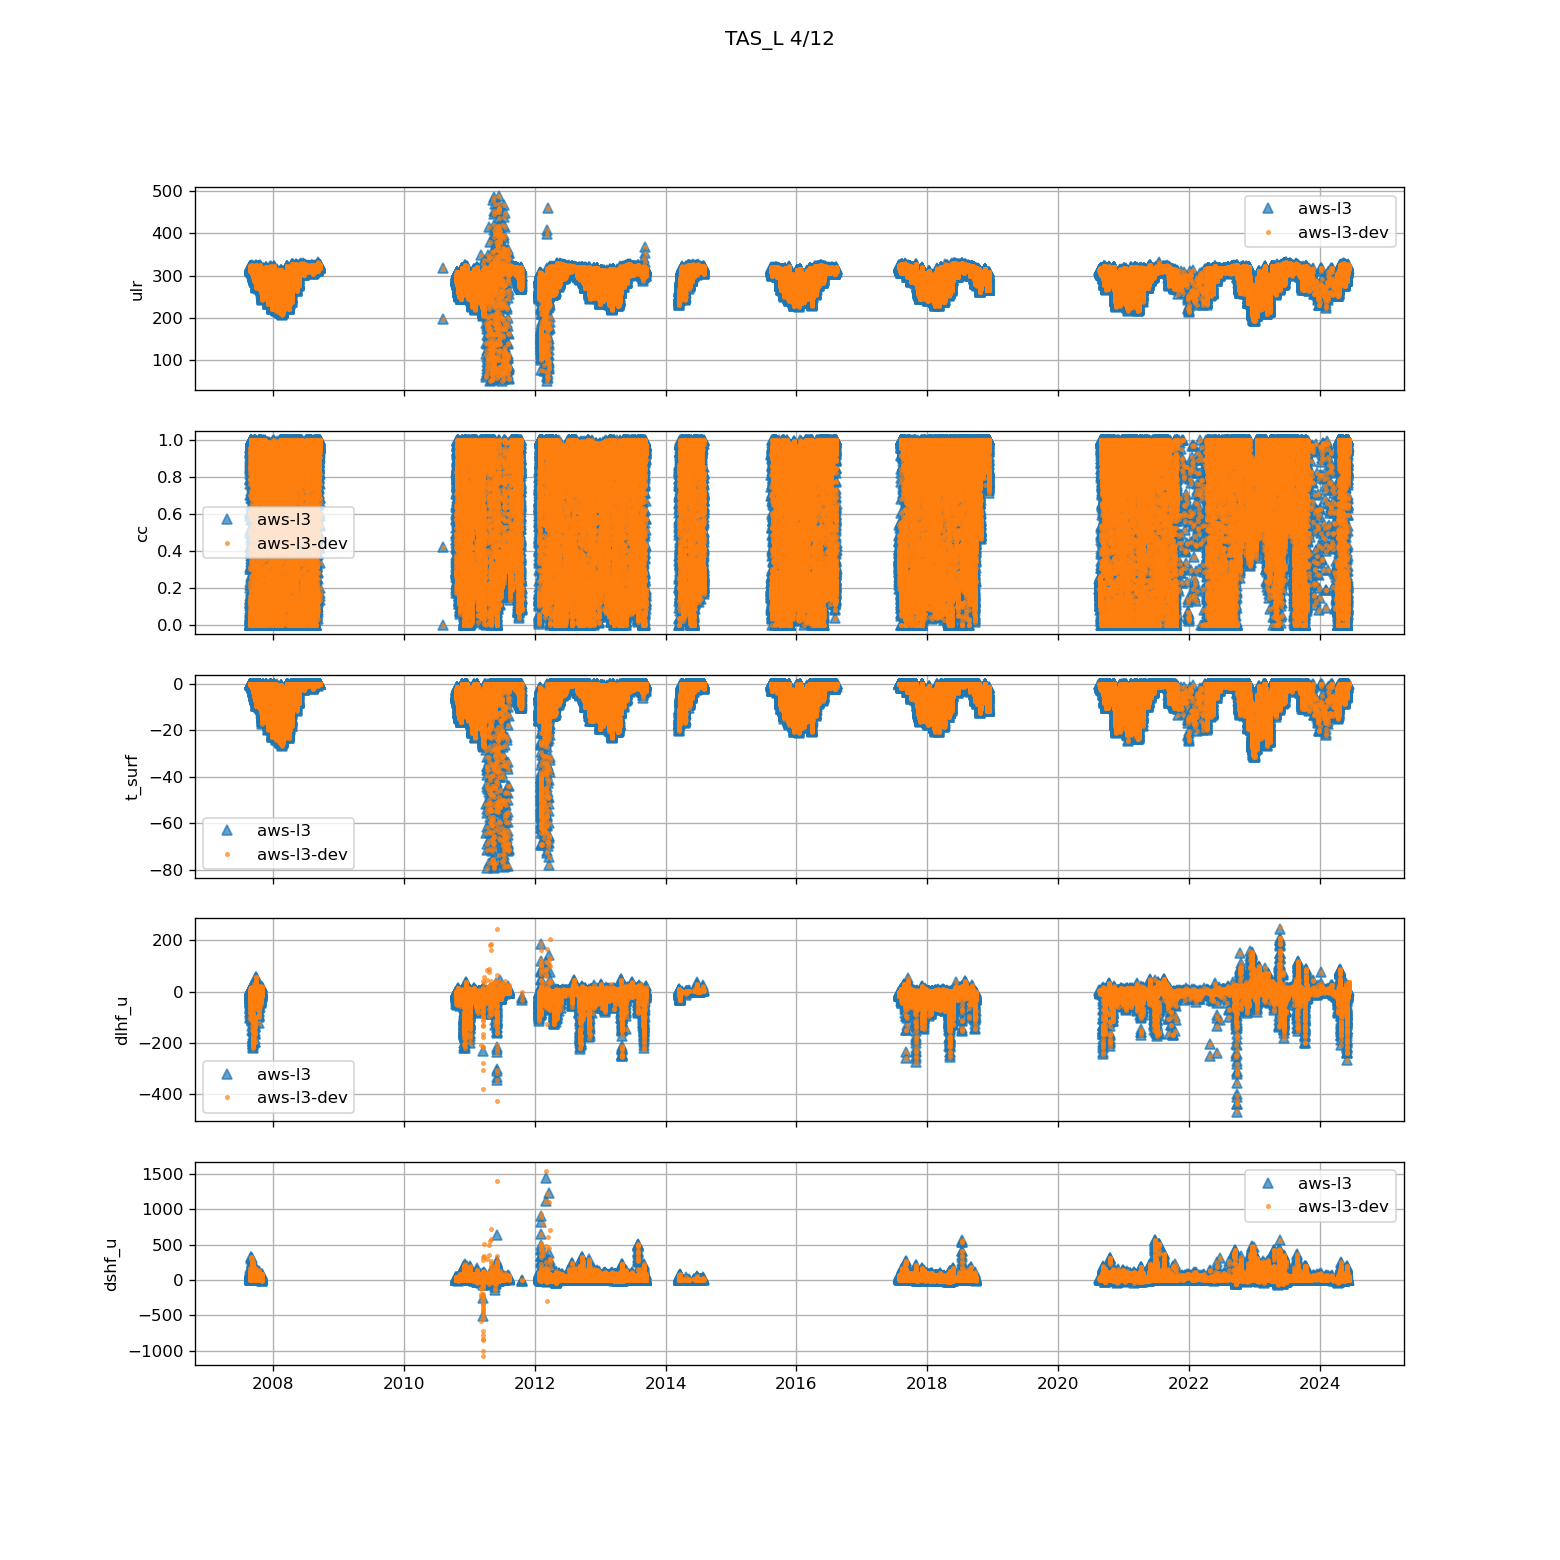 TAS_L 4/12
500
400
300
200
100
ulr
aws-l3
aws-l3-dev
1.0
0.8
0.6
0.4
0.2
0.0
cc
aws-l3
aws-l3-dev
0
−20
−40
−60
−80
t_surf
aws-l3
aws-l3-dev
200
0
−200
−400
dlhf_u
aws-l3
aws-l3-dev
1500
1000
500
0
−500
−1000
dshf_u
aws-l3
aws-l3-dev
2008 2010 2012 2014 2016 2018 2020 2022 2024